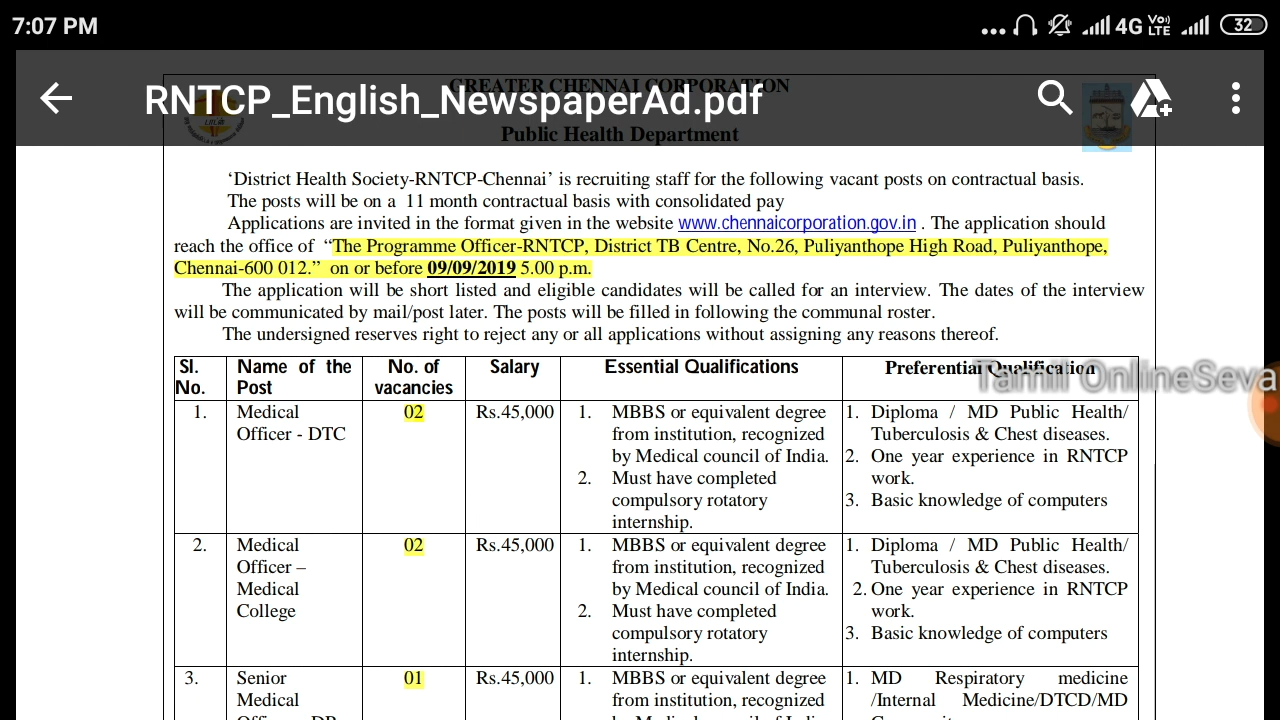 7:07 PM
4G Vo)) LTE
32
GREATER CHENNAI CORPORATION
RNTCP_English_NewspaperAd.pdf
Public Health Department
‘District Health Society-RNTCP-Chennai’ is recruiting staff for the following vacant posts on contractual basis.
The posts will be on a 11 month contractual basis with consolidated pay
Applications are invited in the format given in the website www.chennaicorporation.gov.in . The application should
reach the office of “The Programme Officer-RNTCP, District TB Centre, No.26, Puliyanthope High Road, Puliyanthope,
Chennai-600 012.” on or before 09/09/2019 5.00 p.m.
The application will be short listed and eligible candidates will be called for an interview. The dates of the interview
will be communicated by mail/post later. The posts will be filled in following the communal roster.
The undersigned reserves right to reject any or all applications without assigning any reasons thereof.
Sl. No.
Name of the Post
No. of vacancies
Salary
Essential Qualifications
Preferential Qualification
Tamil OnlineSeva
1.
Medical
Officer - DTC
02
Rs.45,000
1. MBBS or equivalent degree
from institution, recognized
by Medical council of India.
2. Must have completed
compulsory rotatory
internship.
1. Diploma / MD Public Health/
Tuberculosis & Chest diseases.
2. One year experience in RNTCP
work.
3. Basic knowledge of computers
2.
Medical
Officer –
Medical
College
02
Rs.45,000
1. MBBS or equivalent degree
from institution, recognized
by Medical council of India.
2. Must have completed
compulsory rotatory
internship.
1. Diploma / MD Public Health/
Tuberculosis & Chest diseases.
2. One year experience in RNTCP
work.
3. Basic knowledge of computers
3.
Senior
Medical
01
Rs.45,000
1. MBBS or equivalent degree
from institution, recognized
1. MD Respiratory medicine
/Internal Medicine/DTCD/MD